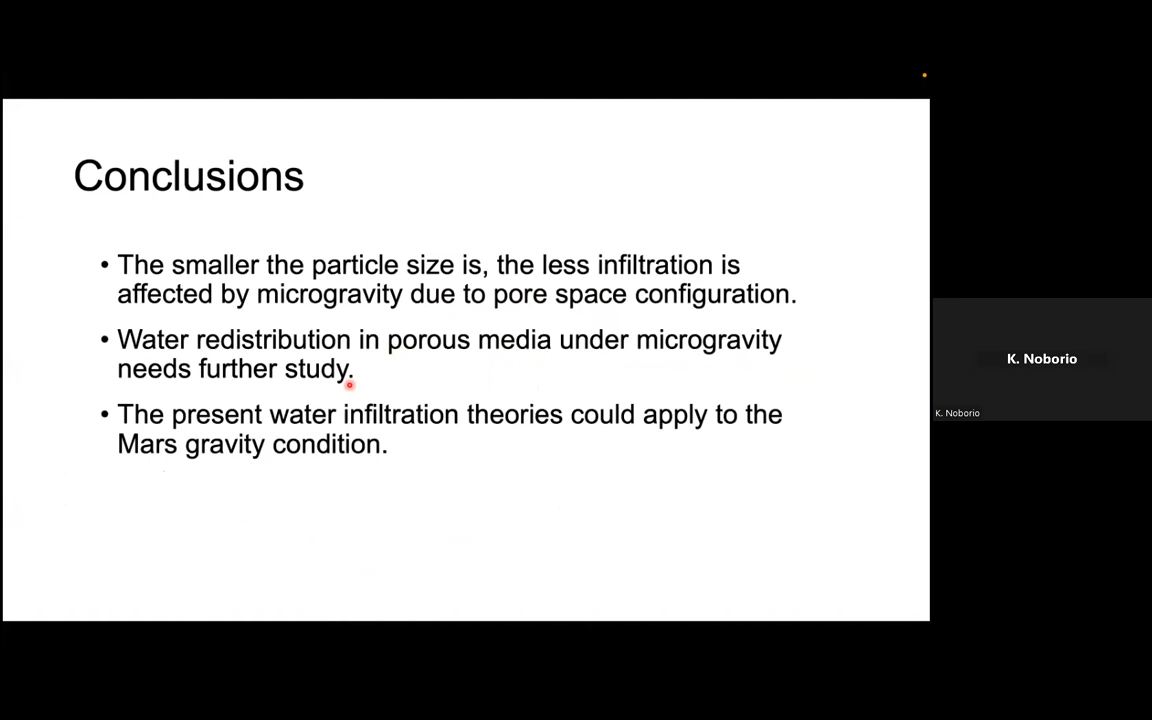 Conclusions
• The smaller the particle size is, the less infiltration is
affected by microgravity due to pore space configuration.
• Water redistribution in porous media under microgravity
needs further study.
• The present water infiltration theories could apply to the
Mars gravity condition.
K. Noborio
K. Noborio